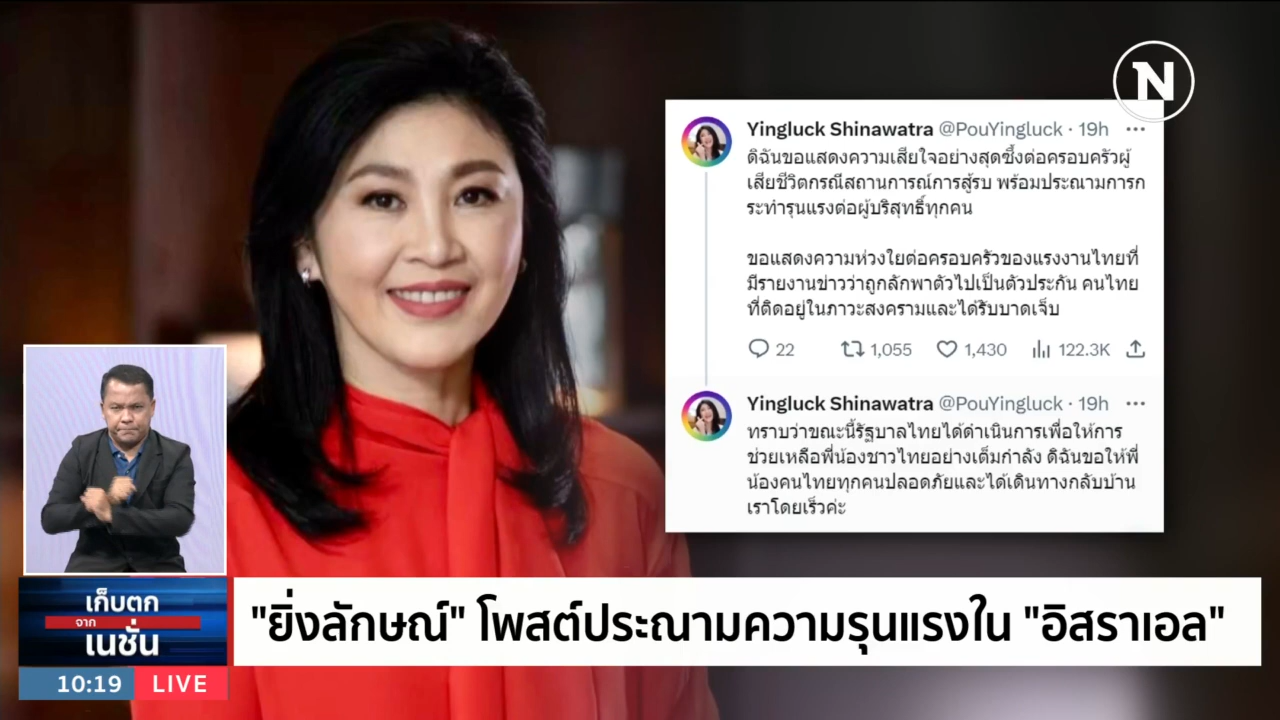 N
Yingluck Shinawatra @PouYingluck · 19h ···
ดิฉันขอแสดงความเสียใจอย่างสุดซึ้งต่อครอบครัวผู้
เสียชีวิตกรณีสถานการณ์การสู้รบ พร้อมประณามการก
ระทำรุนแรงต่อผู้บริสุทธิ์ทุกคน
ขอแสดงความห่วงใยต่อครอบครัวของแรงงานไทยที่
มีรายงานข่าวว่าถูกลักพาตัวไปเป็นตัวประกัน คนไทย
ที่ติดอยู่ในภาวะสงครามและได้รับบาดเจ็บ
22 1,055 1,430 122.3K
Yingluck Shinawatra @PouYingluck · 19h ···
ทราบว่าขณะนี้รัฐบาลไทยได้ดำเนินการเพื่อให้การ
ช่วยเหลือพี่น้องชาวไทยอย่างเต็มกำลัง ดิฉันขอให้พี่
น้องคนไทยทุกคนปลอดภัยและได้เดินทางกลับบ้าน
เราโดยเร็วค่ะ
เก็บตก
จาก
เนชั่น
"ยิ่งลักษณ์" โพสต์ประณามความรุนแรงใน "อิสราเอล"
10:19 LIVE